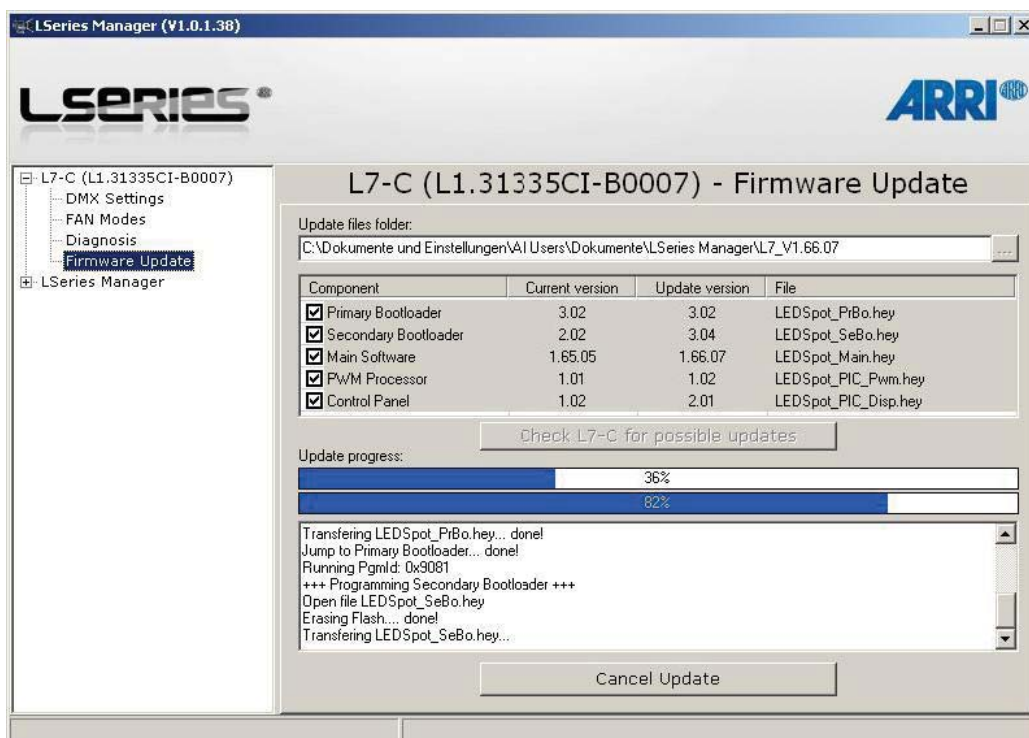 LSeries Manager (V1.0.1.38)
LSERIES®
ARRI ARRI ®
L7-C (L1.31335CI-B0007)
DMX Settings
FAN Modes
Diagnosis
Firmware Update
LSeries Manager
L7-C (L1.31335CI-B0007) - Firmware Update
Update files folder:
C:\Dokumente und Einstellungen\Al Users\Dokumente\LSeries Manager\L7_V1.66.07
...
Component Current version Update version File
Primary Bootloader 3.02 3.02 LEDSpot_PrBo.hey
Secondary Bootloader 2.02 3.04 LEDSpot_SeBo.hey
Main Software 1.65.05 1.66.07 LEDSpot_Main.hey
PWM Processor 1.01 1.02 LEDSpot_PIC_Pwm.hey
Control Panel 1.02 2.01 LEDSpot_PIC_Disp.hey
Check L7-C for possible updates
Update progress:
36%
82%
Transfering LEDSpot_PrBo.hey... done!
Jump to Primary Bootloader... done!
Running PgmId: 0x9081
+++ Programming Secondary Bootloader +++
Open file LEDSpot_SeBo.hey
Erasing Flash.... done!
Transfering LEDSpot_SeBo.hey...
Cancel Update